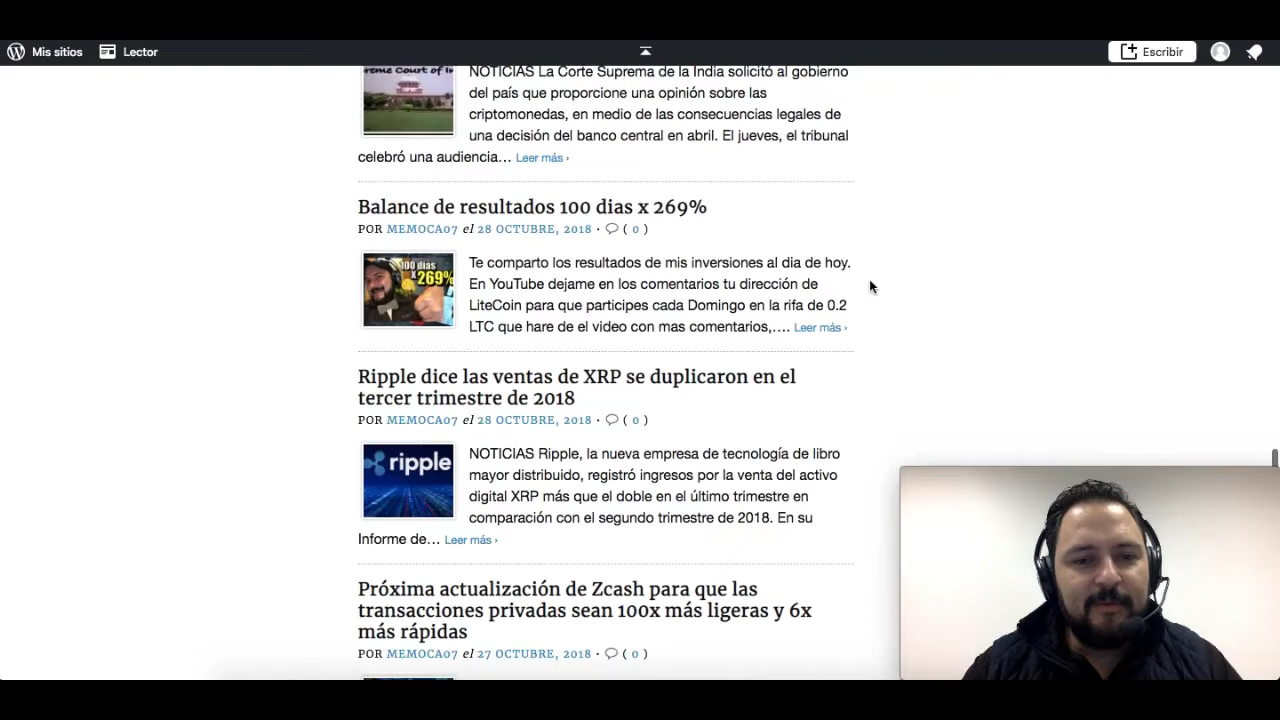 Mis sitios
Lector
Escribir
reme Court of In
NOTICIAS La Corte Suprema de la India solicitó al gobierno
del país que proporcione una opinión sobre las
criptomonedas, en medio de las consecuencias legales de
una decisión del banco central en abril. El jueves, el tribunal
celebró una audiencia… Leer más ›
Balance de resultados 100 dias x 269%
POR MEMOCA07 el 28 OCTUBRE, 2018 • ( 0 )
100 días
x269%
Te comparto los resultados de mis inversiones al dia de hoy.
En YouTube dejame en los comentarios tu dirección de
LiteCoin para que participes cada Domingo en la rifa de 0.2
LTC que hare de el video con mas comentarios,…. Leer más ›
Ripple dice las ventas de XRP se duplicaron en el
tercer trimestre de 2018
POR MEMOCA07 el 28 OCTUBRE, 2018 • ( 0 )
ripple
NOTICIAS Ripple, la nueva empresa de tecnología de libro
mayor distribuido, registró ingresos por la venta del activo
digital XRP más que el doble en el último trimestre en
comparación con el segundo trimestre de 2018. En su
Informe de… Leer más ›
Próxima actualización de Zcash para que las
transacciones privadas sean 100x más ligeras y 6x
más rápidas
POR MEMOCA07 el 27 OCTUBRE, 2018 • ( 0 )